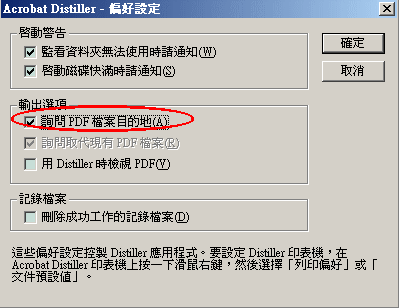 Acrobat Distiller - 偏好設定
啓動警告
監看資料夾無法使用時請通知(W)
啓動磁碟快滿時請通知(S)
確定
取消
輸出選項
詢問 PDF 檔案目的地(A)
詢問取代現有 PDF 檔案(R)
用 Distiller 時檢視 PDF(V)
記錄檔案
刪除成功工作的記錄檔案(D)
這些偏好設定控製 Distiller 應用程式。要設定 Distiller 印表機，在
Acrobat Distiller 印表機上按一下滑鼠右鍵，然後選擇「列印偏好」或「
文件預設値」。